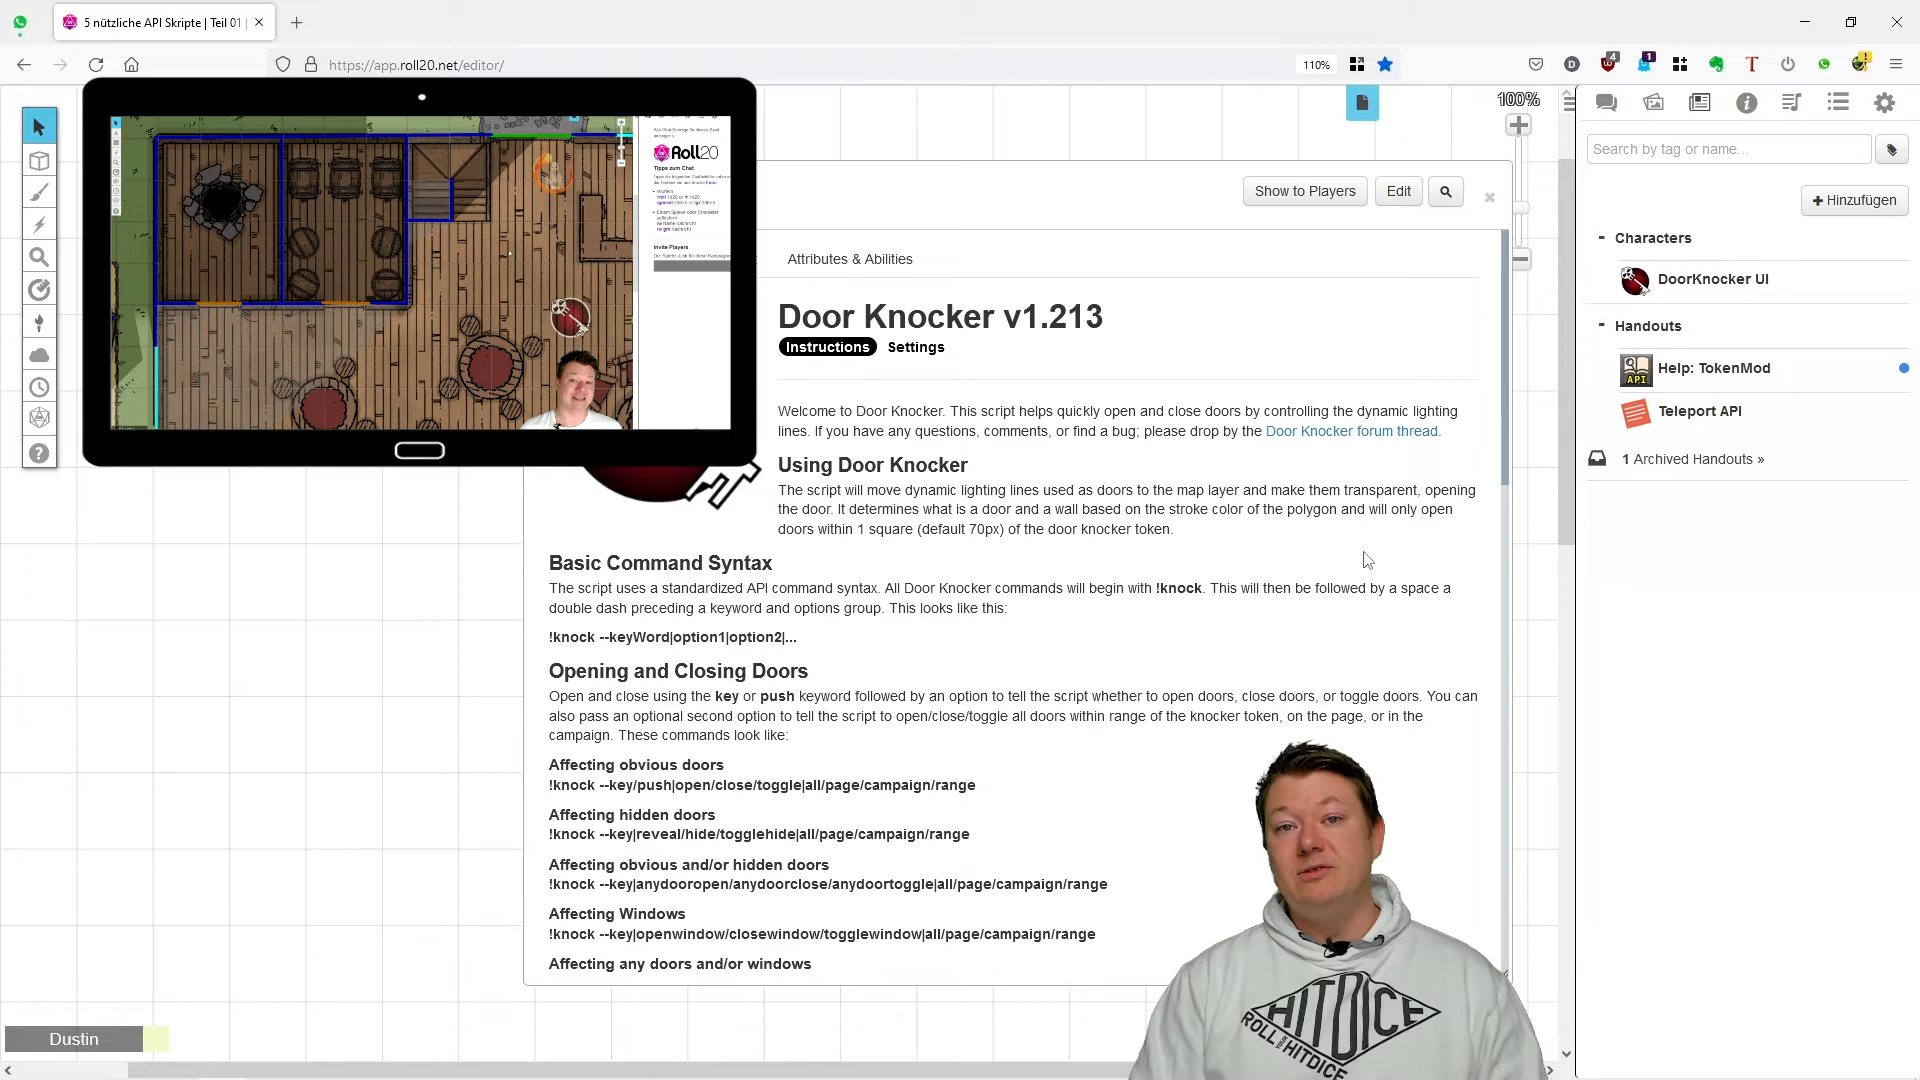 5 nützliche API Skripte | Teil 01 |
https://app.roll20.net/editor/
110%
D
4
1
T
!
100%
Alle Chat-Einträge für dieses Spiel
anzeigen »
Roll20
Tipps zum Chat
Invite Players
Show to Players
Edit
Attributes & Abilities
Door Knocker v1.213
Instructions Settings
Welcome to Door Knocker. This script helps quickly open and close doors by controlling the dynamic lighting
lines. If you have any questions, comments, or find a bug; please drop by the Door Knocker forum thread.
Using Door Knocker
The script will move dynamic lighting lines used as doors to the map layer and make them transparent, opening
the door. It determines what is a door and a wall based on the stroke color of the polygon and will only open
doors within 1 square (default 70px) of the door knocker token.
Basic Command Syntax
The script uses a standardized API command syntax. All Door Knocker commands will begin with !knock. This will then be followed by a space a
double dash preceding a keyword and options group. This looks like this:
!knock --keyWord|option1|option2|...
Opening and Closing Doors
Open and close using the key or push keyword followed by an option to tell the script whether to open doors, close doors, or toggle doors. You can
also pass an optional second option to tell the script to open/close/toggle all doors within range of the knocker token, on the page, or in the
campaign. These commands look like:
Affecting obvious doors
!knock --key/push|open/close/toggle|all/page/campaign/range
Affecting hidden doors
!knock --key|reveal/hide/togglehide|all/page/campaign/range
Affecting obvious and/or hidden doors
!knock --key|anydooropen/anydoorclose/anydoortoggle|all/page/campaign/range
Affecting Windows
!knock --key|openwindow/closewindow/togglewindow|all/page/campaign/range
Affecting any doors and/or windows
Search by tag or name...
+ Hinzufügen
- Characters
DoorKnocker UI
- Handouts
API
Help: TokenMod
Teleport API
1 Archived Handouts »
Dustin
HITDICE
ROLL YOUR HITDICE